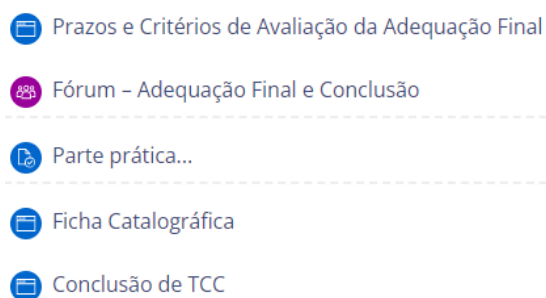 Prazos e Critérios de Avaliação da Adequação Final
Fórum – Adequação Final e Conclusão
Parte prática...
Ficha Catalográfica
Conclusão de TCC